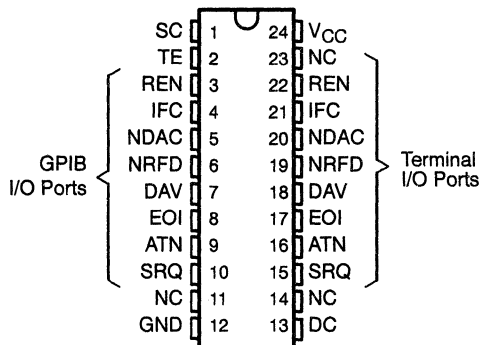 SC 1 24 VCC
TE 2 23 NC
REN 3 22 REN
IFC 4 21 IFC
NDAC 5 20 NDAC
GPIB I/O Ports
NRFD 6 19 NRFD
Terminal I/O Ports
DAV 7 18 DAV
EOI 8 17 EOI
ATN 9 16 ATN
SRQ 10 15 SRQ
NC 11 14 NC
GND 12 13 DC